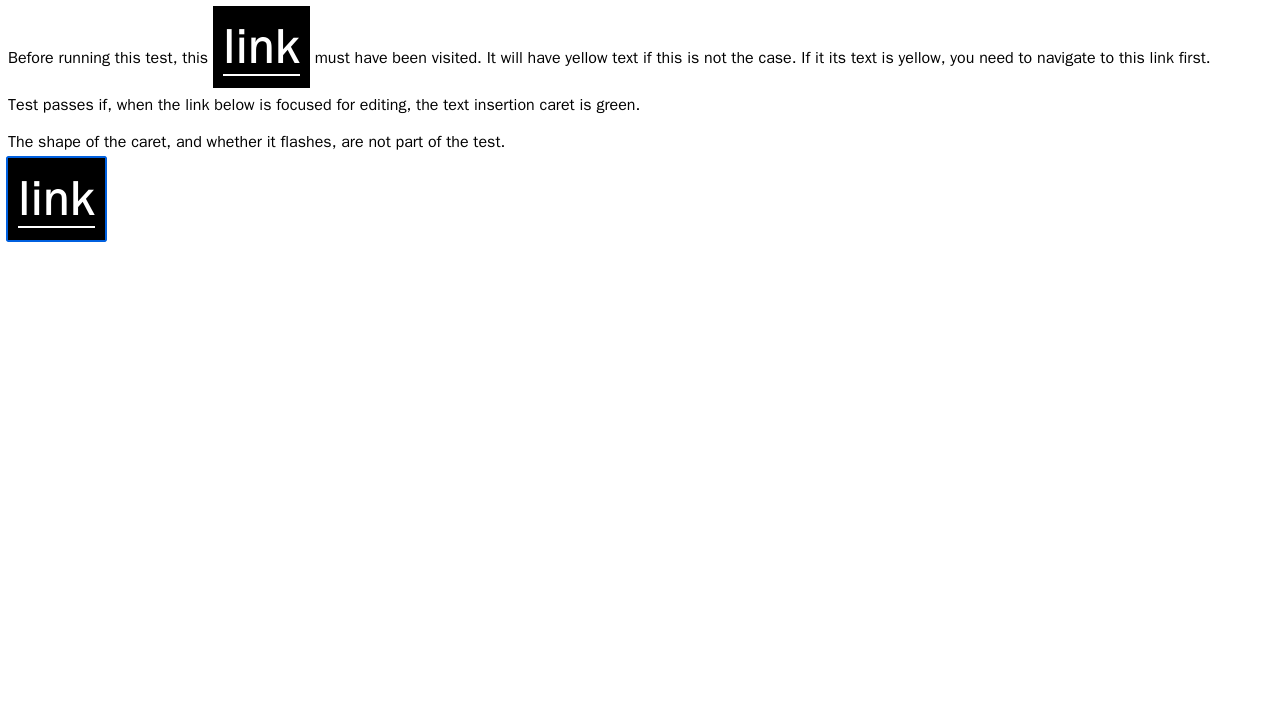 Before running this test, this link must have been visited. It will have yellow text if this is not the case. If it its text is yellow, you need to navigate to this link first.
Test passes if, when the link below is focused for editing, the text insertion caret is green.
The shape of the caret, and whether it flashes, are not part of the test.
link